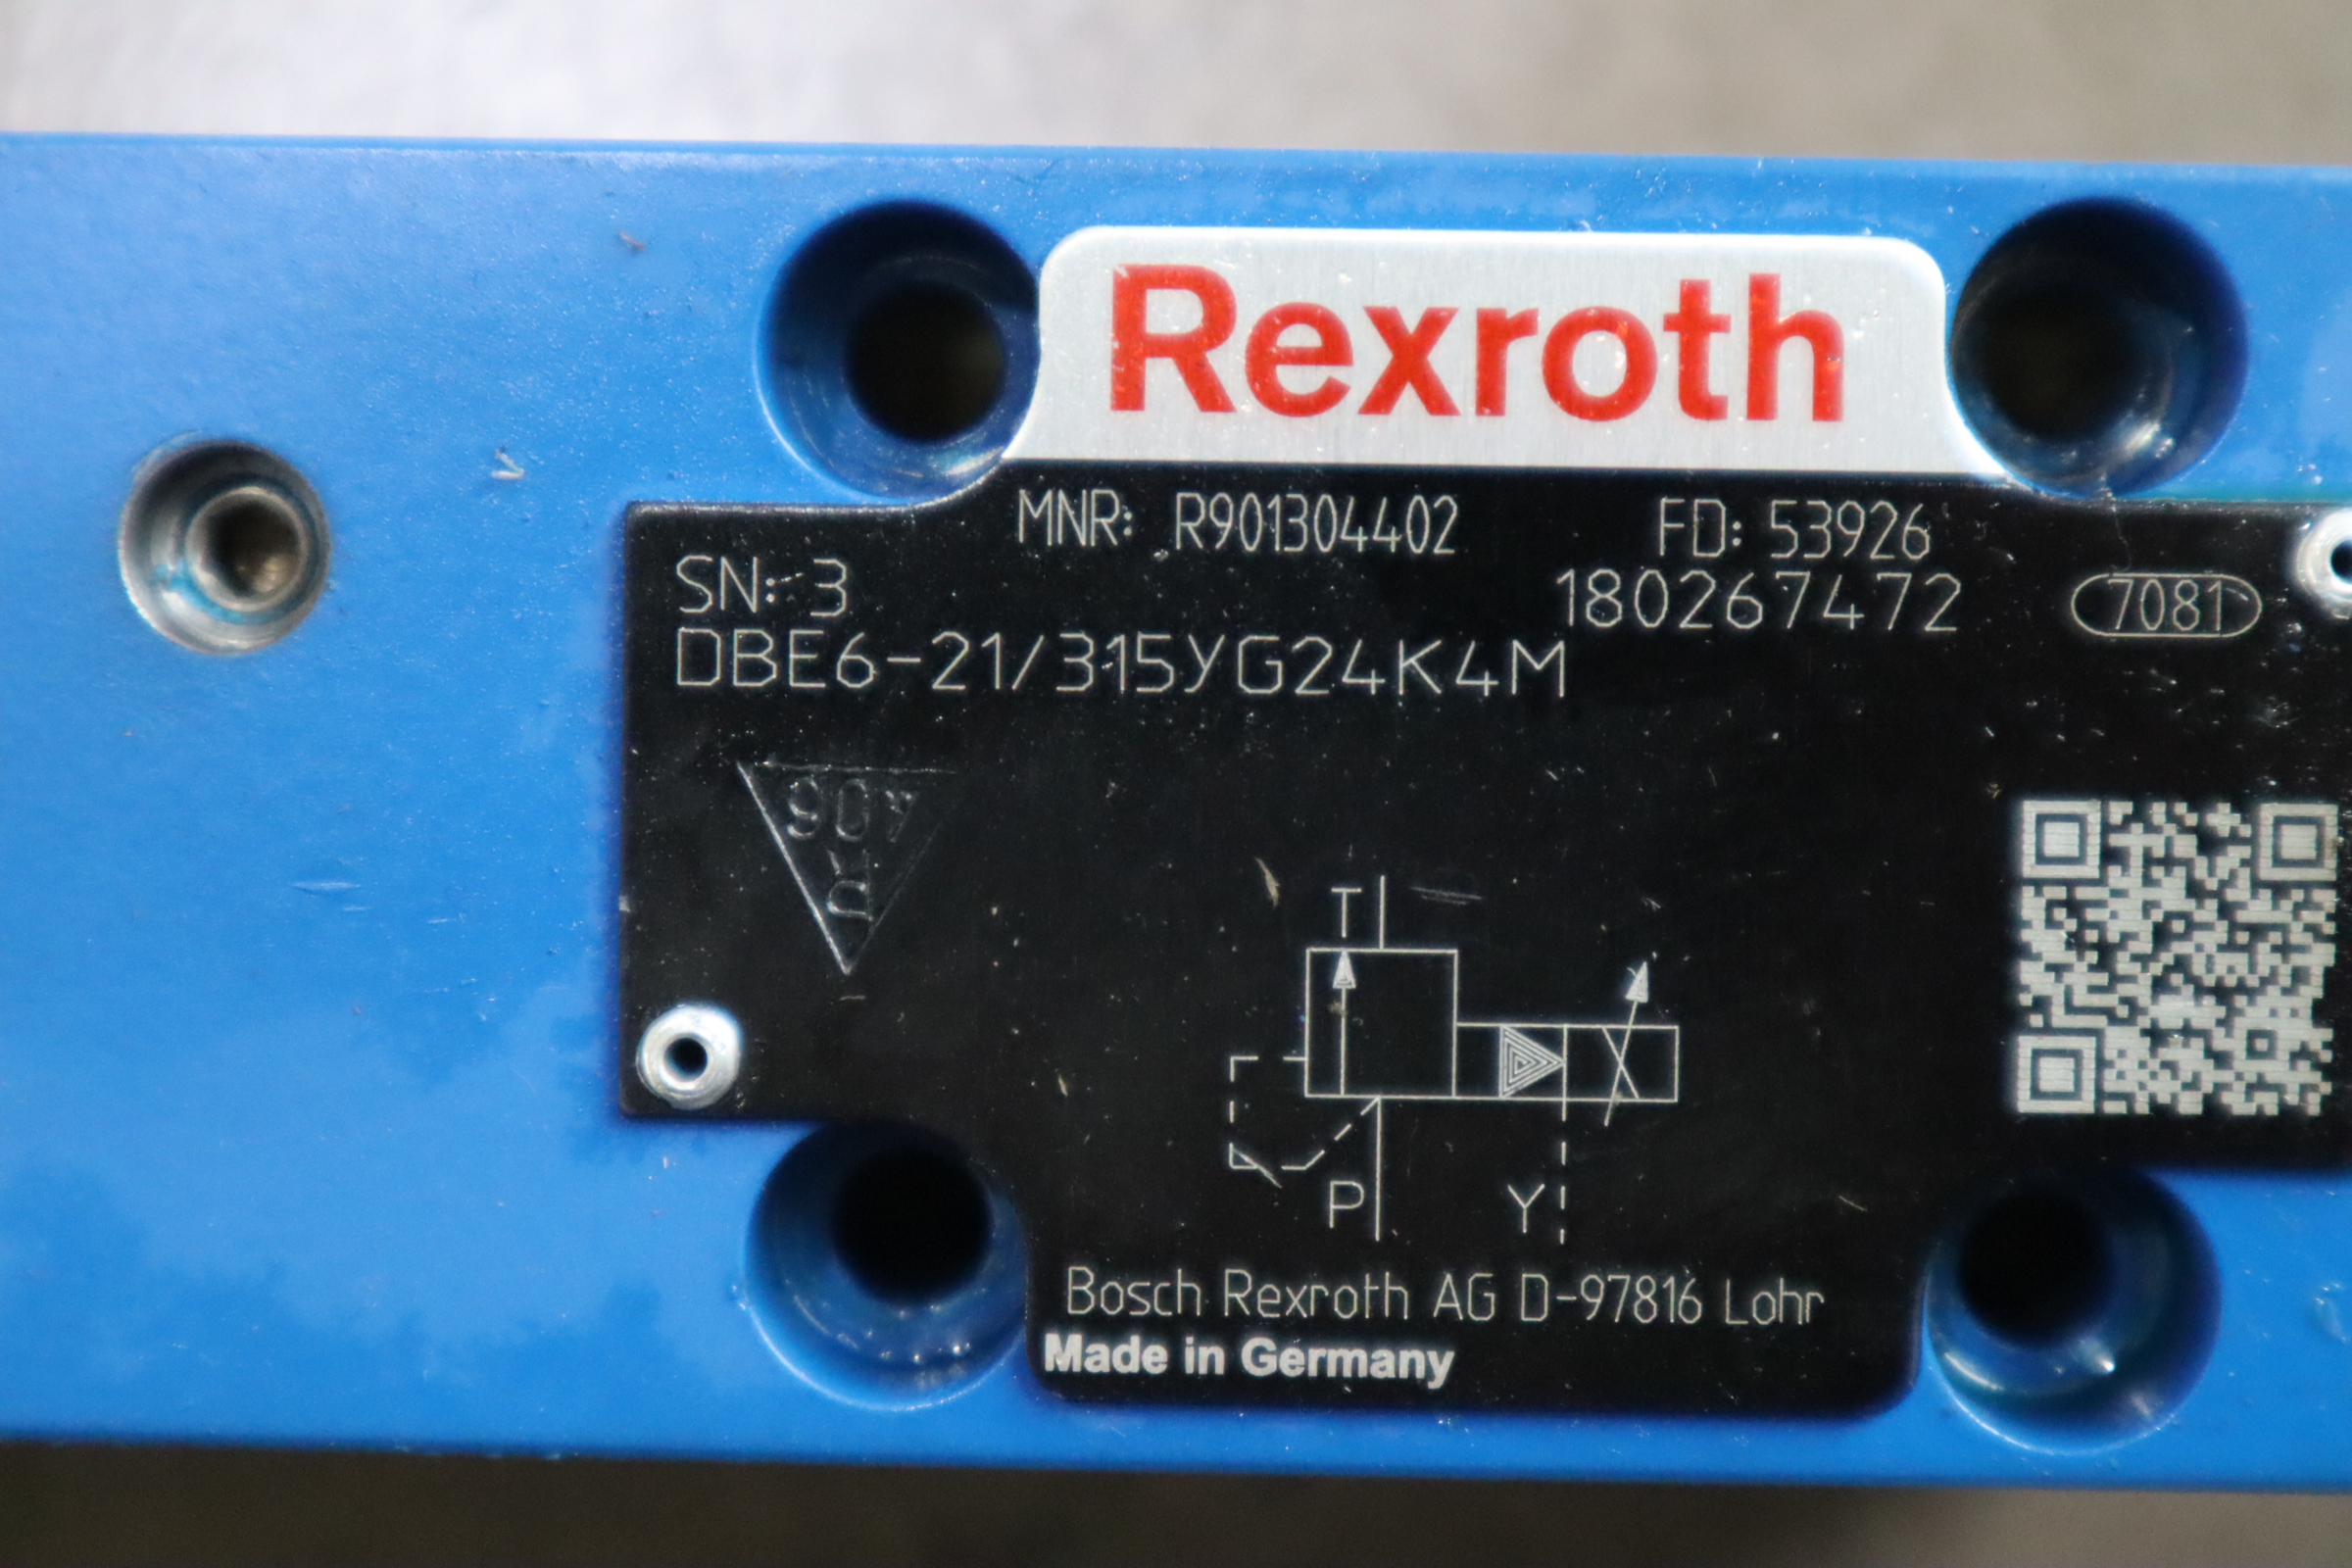 Rexroth
MNR: R901304402 FD: 53926
SN: 3 180267472 7081
DBE6-21/315YG24K4M
T
P Y
Bosch Rexroth AG D-97816 Lohr
Made in Germany